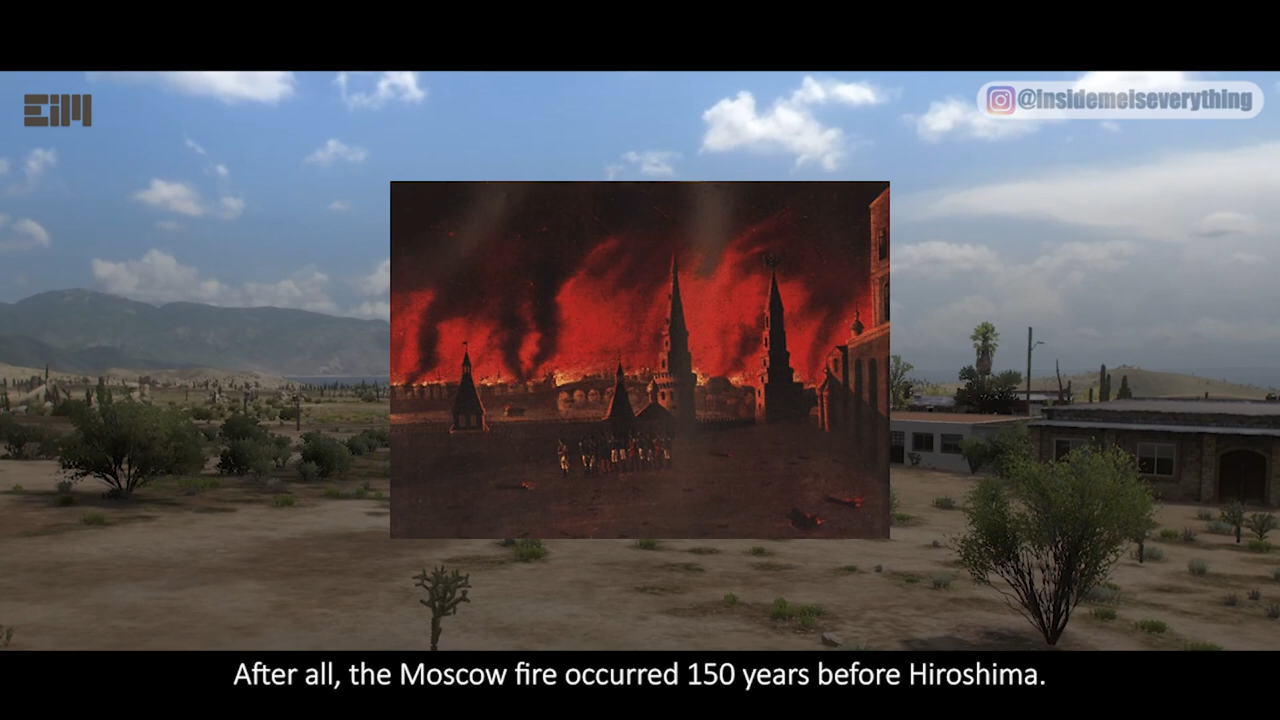 EIM
@insidemeiseverything
After all, the Moscow fire occurred 150 years before Hiroshima.